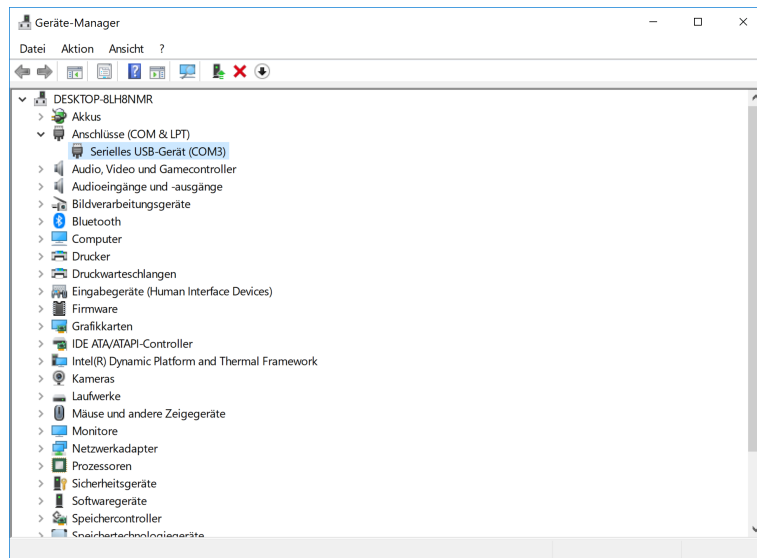 Geräte-Manager
Datei Aktion Ansicht ?
DESKTOP-8LH8NMR
Akkus
Anschlüsse (COM & LPT)
Serielles USB-Gerät (COM3)
Audio, Video und Gamecontroller
Audioeingänge und -ausgänge
Bildverarbeitungsgeräte
Bluetooth
Computer
Drucker
Druckwarteschlangen
Eingabegeräte (Human Interface Devices)
Firmware
Grafikkarten
IDE ATA/ATAPI-Controller
Intel(R) Dynamic Platform and Thermal Framework
Kameras
Laufwerke
Mäuse und andere Zeigegeräte
Monitore
Netzwerkadapter
Prozessoren
Sicherheitsgeräte
Softwaregeräte
Speichercontroller
Speichertechnologiegeräte